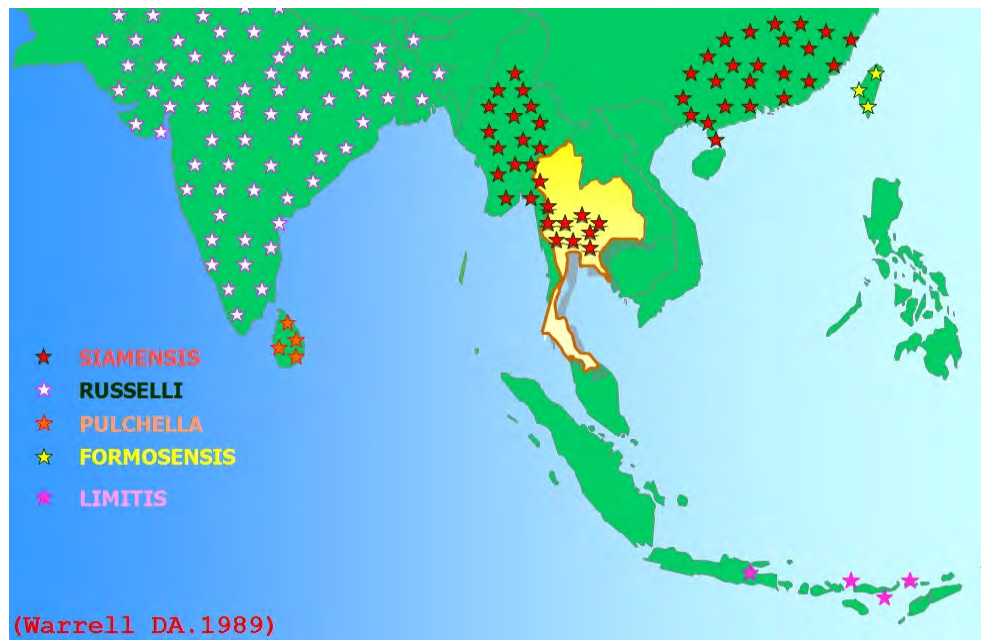 SIAMENSIS
RUSSELLI
PULCHELLA
FORMOSENSIS
LIMITIS
(Warrell DA.1989)